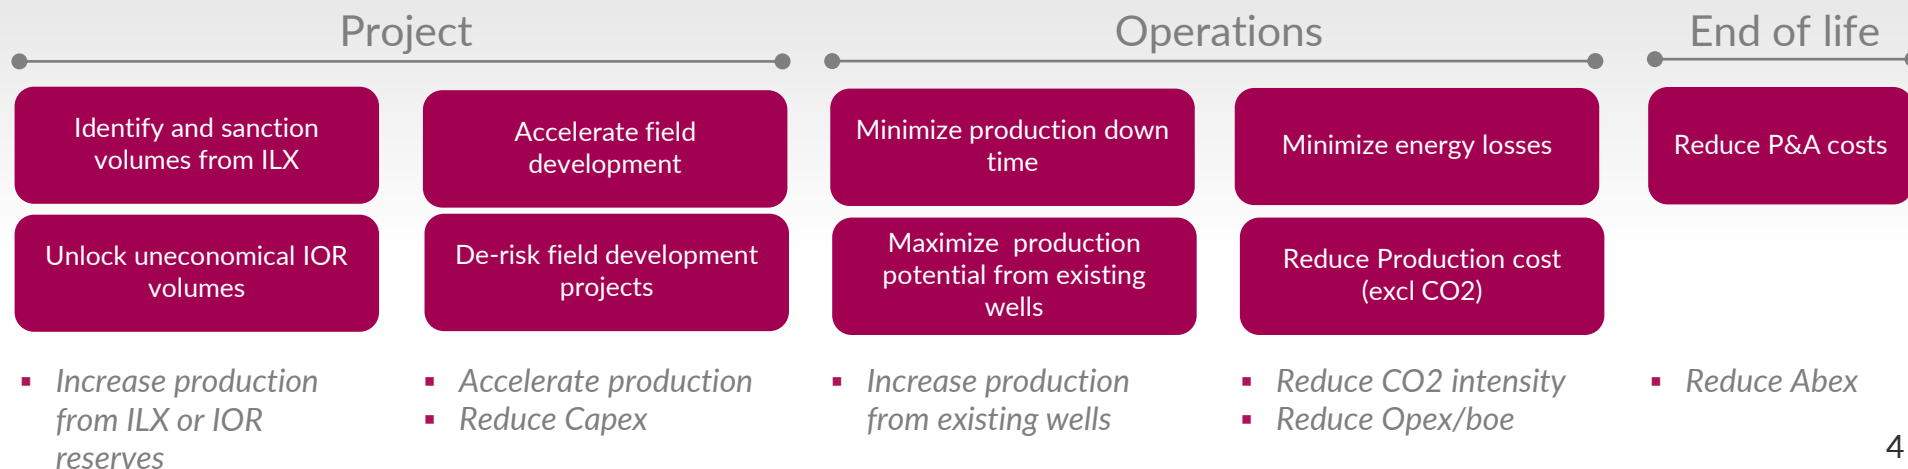 Project
Operations
End of life
Identify and sanction
volumes from ILX
Accelerate field
development
Minimize production down
time
Minimize energy losses
Reduce P&A costs
Unlock uneconomical IOR
volumes
De-risk field development
projects
Maximize  production
potential from existing
wells
Reduce Production cost
(excl CO2)
▪ Increase production
from ILX or IOR
reserves
▪ Accelerate production
▪ Reduce Capex
▪ Increase production
from existing wells
▪ Reduce CO2 intensity
▪ Reduce Opex/boe
▪ Reduce Abex
4